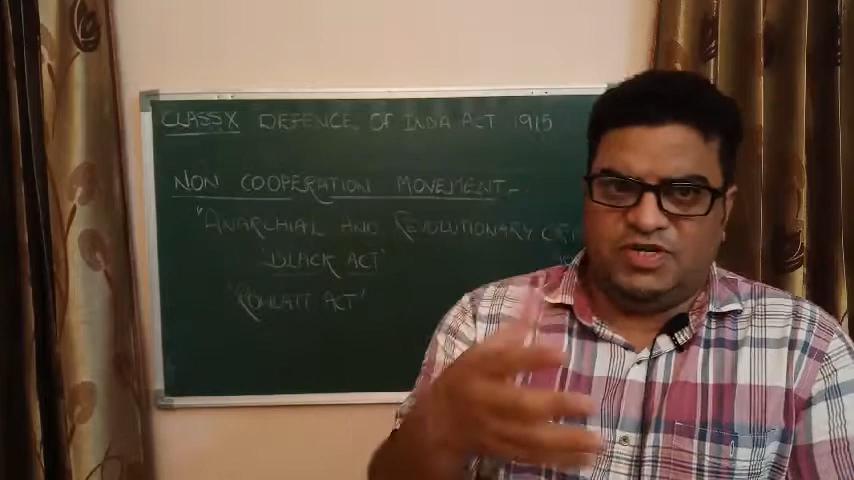 CLASS X DEFENCE OF INDIA ACT 1915
NON COOPERATION MOVEMENT -
"ANARCHIAL AND REVOLUTIONARY
BLACK ACT"
"ROWLATT ACT"